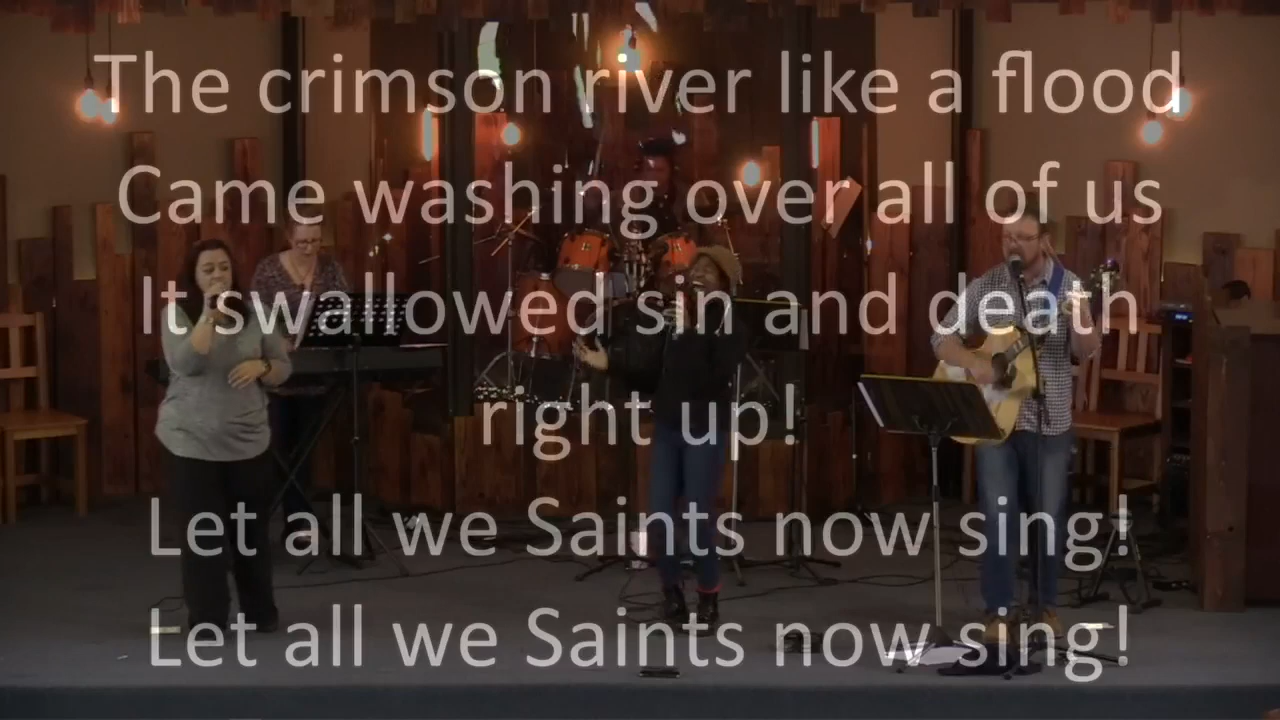 The crimson river like a flood
Came washing over all of us
It swallowed sin and death
right up!
Let all we Saints now sing!
Let all we Saints now sing!